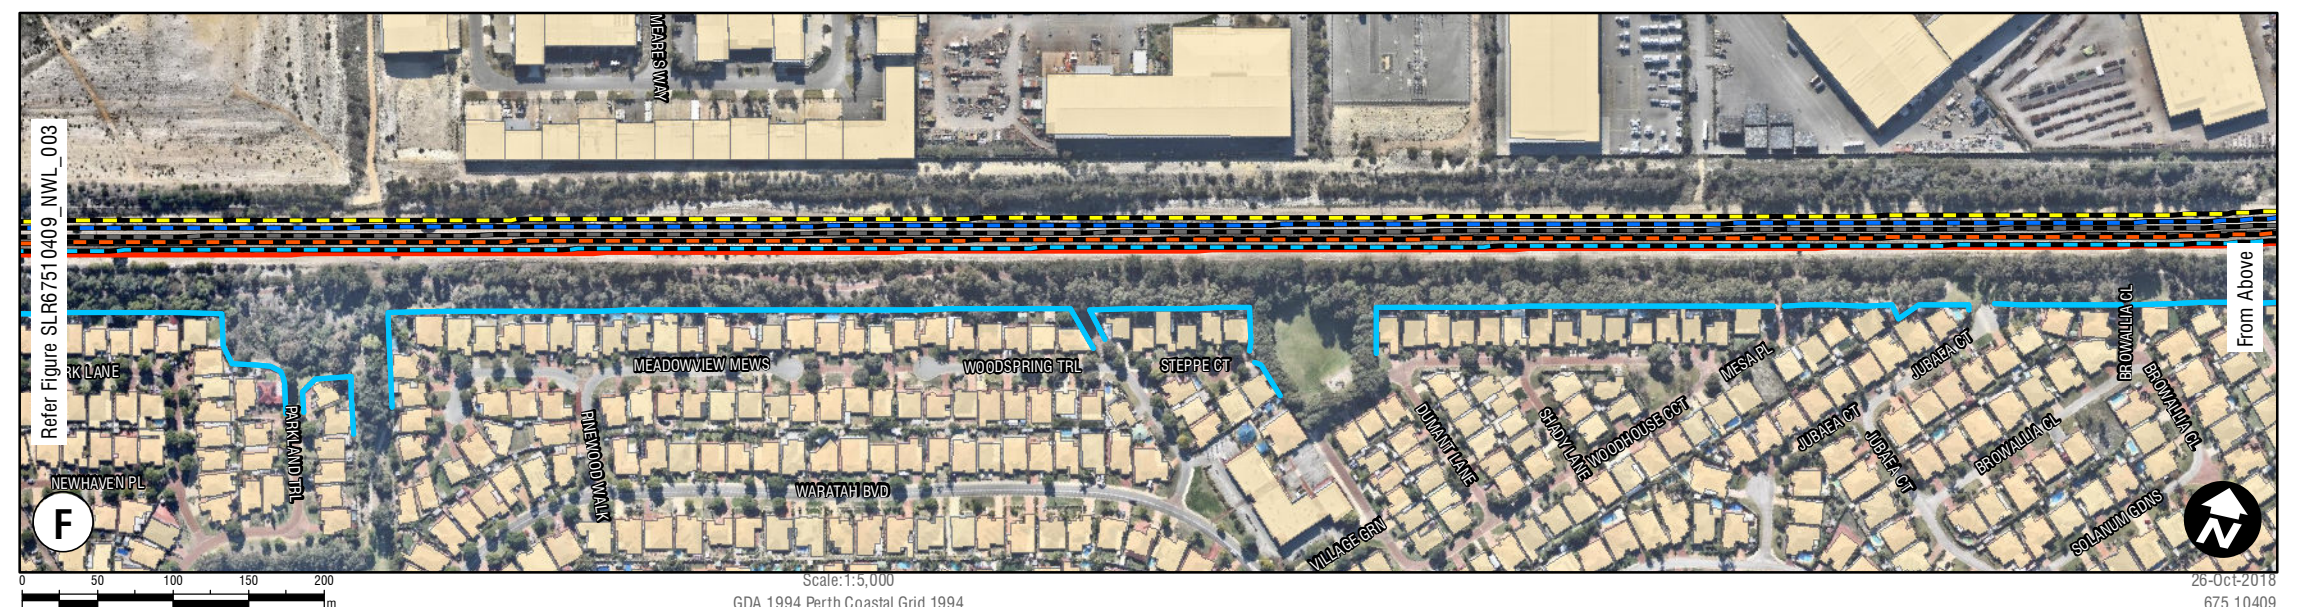 MEARES WAY
Refer Figure SLR67510409_NWL_003
From Above
RK LANE
MEADOWVIEW MEWS
WOODSPRING TRL
STEPPE CT
MESA PL
JUBAEA CT
BROWALLIA CL
BROWALLIA CL
PARKLAND TRL
PINEWOOD WALK
DUMANT LANE
SHADY LANE
WOODHOUSE CCT
JUBAEA CT
JUBAEA CT
BROWALLIA CL
NEWHAVEN PL
WARATAH BVD
VILLAGE GRN
SOLANUM GDNS
F
N
0 50 100 150 200
m
Scale:1:5,000
GDA 1994 Perth Coastal Grid 1994
26-Oct-2018
675.10409